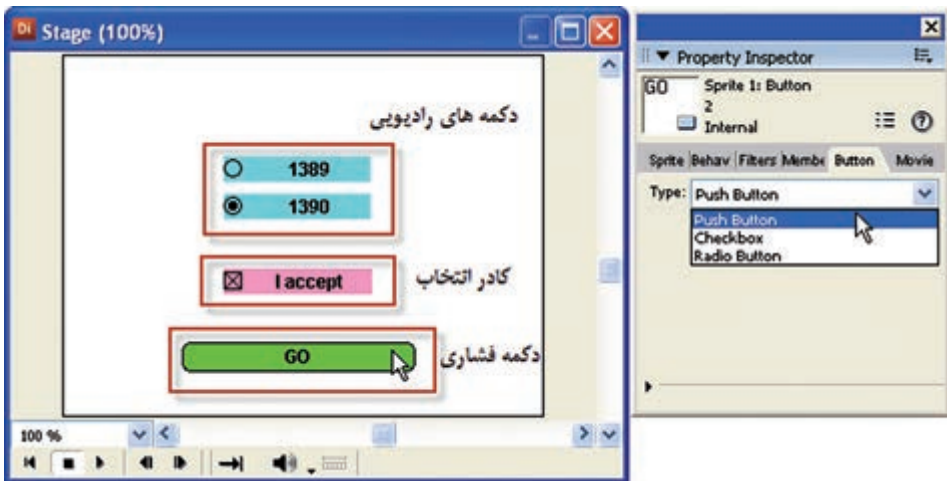 Di Stage (100%)
دکمه های رادیویی
1389
1390
I accept
کادر انتخاب
GO
دکمه فشاری
100 %
Property Inspector
GO
Sprite 1: Button
2
Internal
Sprite Behav Filters Membe Button Movie
Type: Push Button
Push Button
Checkbox
Radio Button